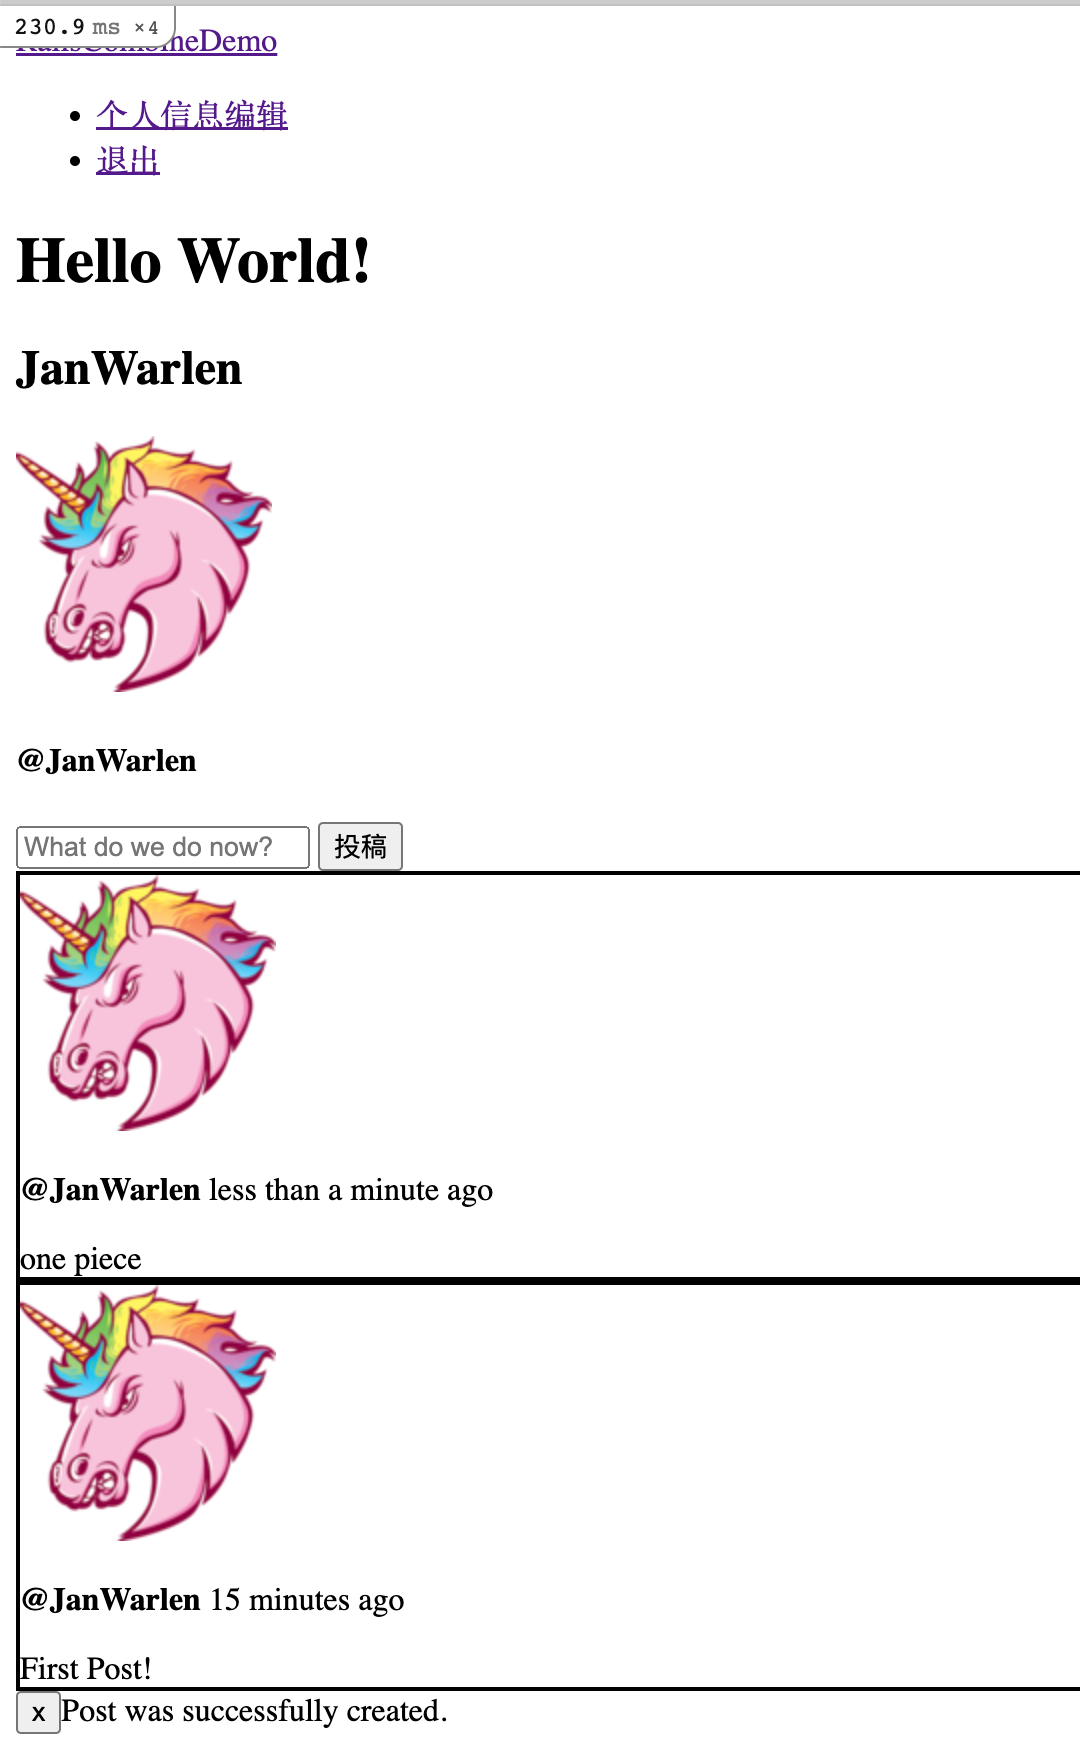 230.9 ms ×4
个人信息编辑
退出
Hello World!
JanWarlen
@JanWarlen
What do we do now? 投稿
@JanWarlen less than a minute ago
one piece
@JanWarlen 15 minutes ago
First Post!
x Post was successfully created.